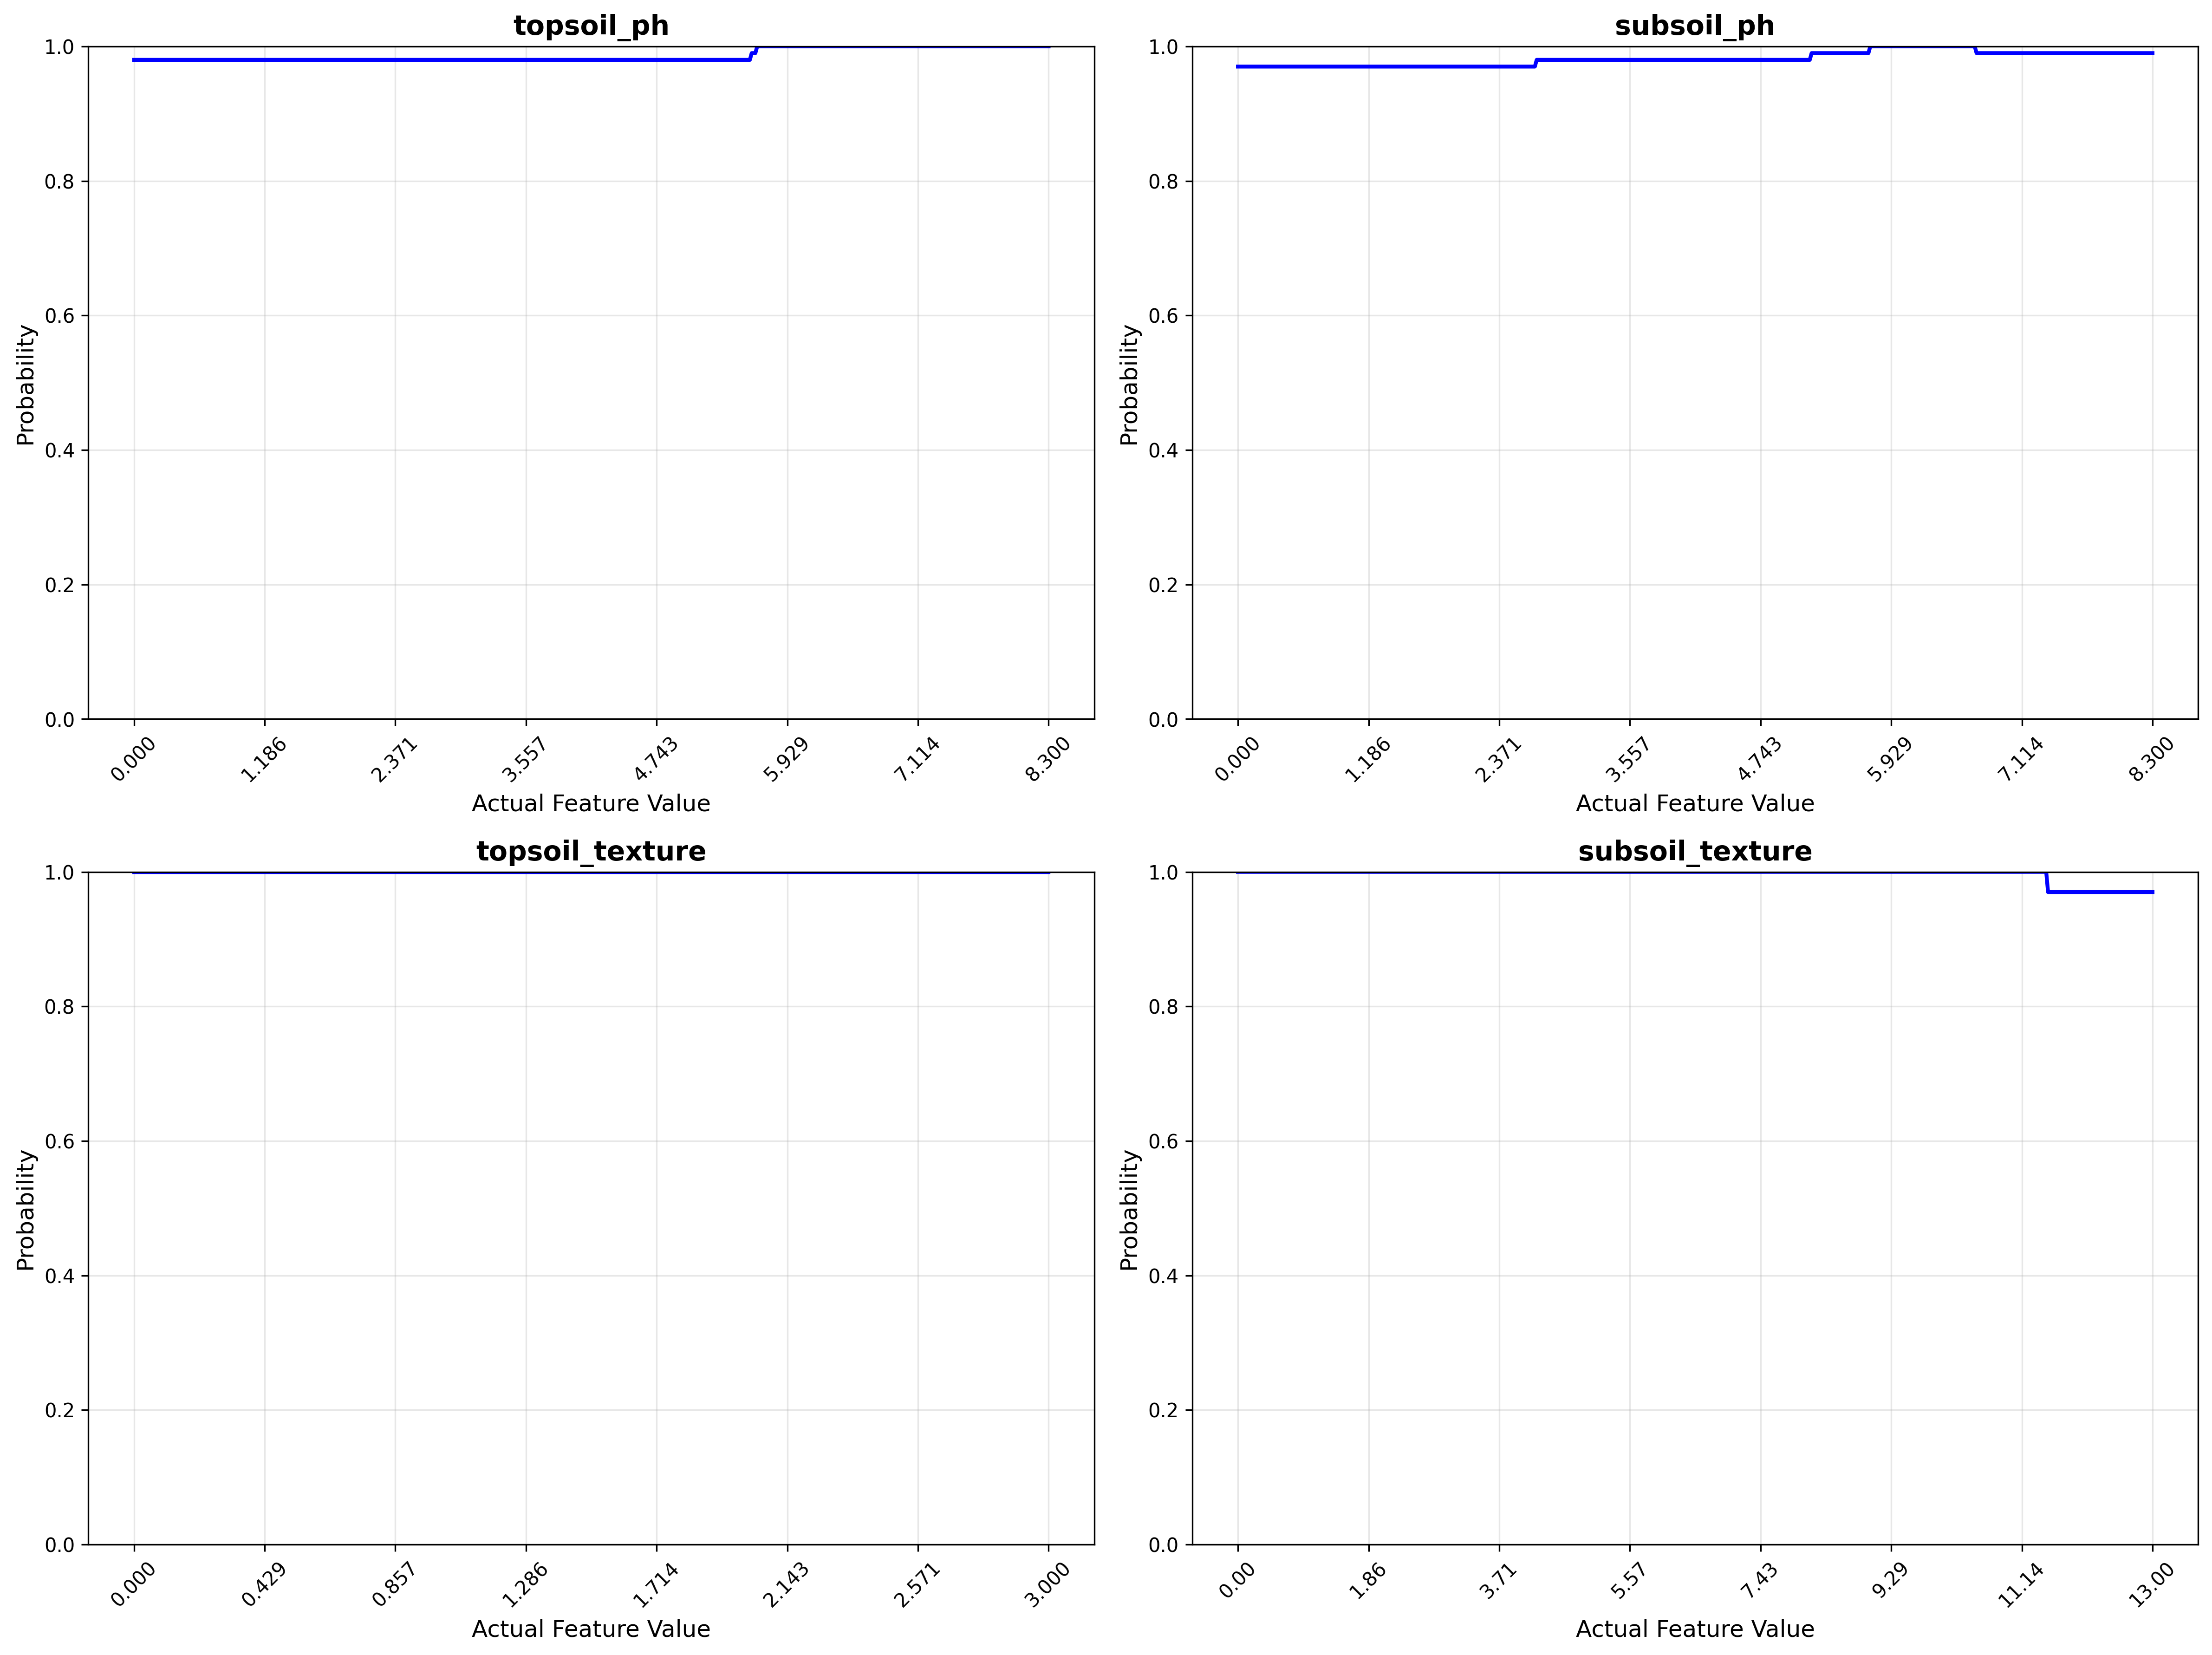 topsoil_ph
1.0
0.8
0.6
0.4
0.2
0.0
Probability
0.000 1.186 2.371 3.557 4.743 5.929 7.114 8.300
Actual Feature Value
subsoil_ph
1.0
0.8
0.6
0.4
0.2
0.0
Probability
0.000 1.186 2.371 3.557 4.743 5.929 7.114 8.300
Actual Feature Value
topsoil_texture
1.0
0.8
0.6
0.4
0.2
0.0
Probability
0.000 0.429 0.857 1.286 1.714 2.143 2.571 3.000
Actual Feature Value
subsoil_texture
1.0
0.8
0.6
0.4
0.2
0.0
Probability
0.00 1.86 3.71 5.57 7.43 9.29 11.14 13.00
Actual Feature Value